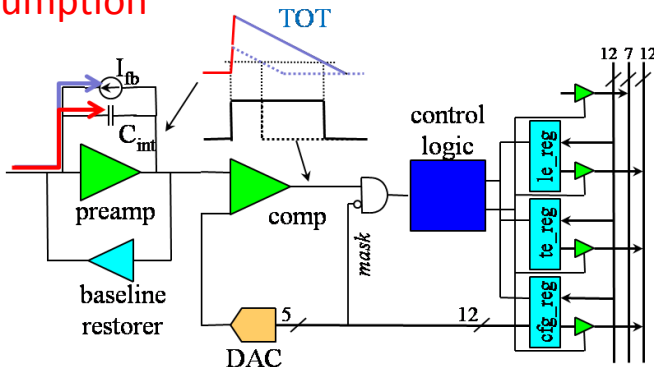 umption
TOT
12 7 12
I_fb
C_int
control
logic
le_reg
preamp
comp
te_reg
mask
baseline
restorer
5
12
cfg_reg
DAC